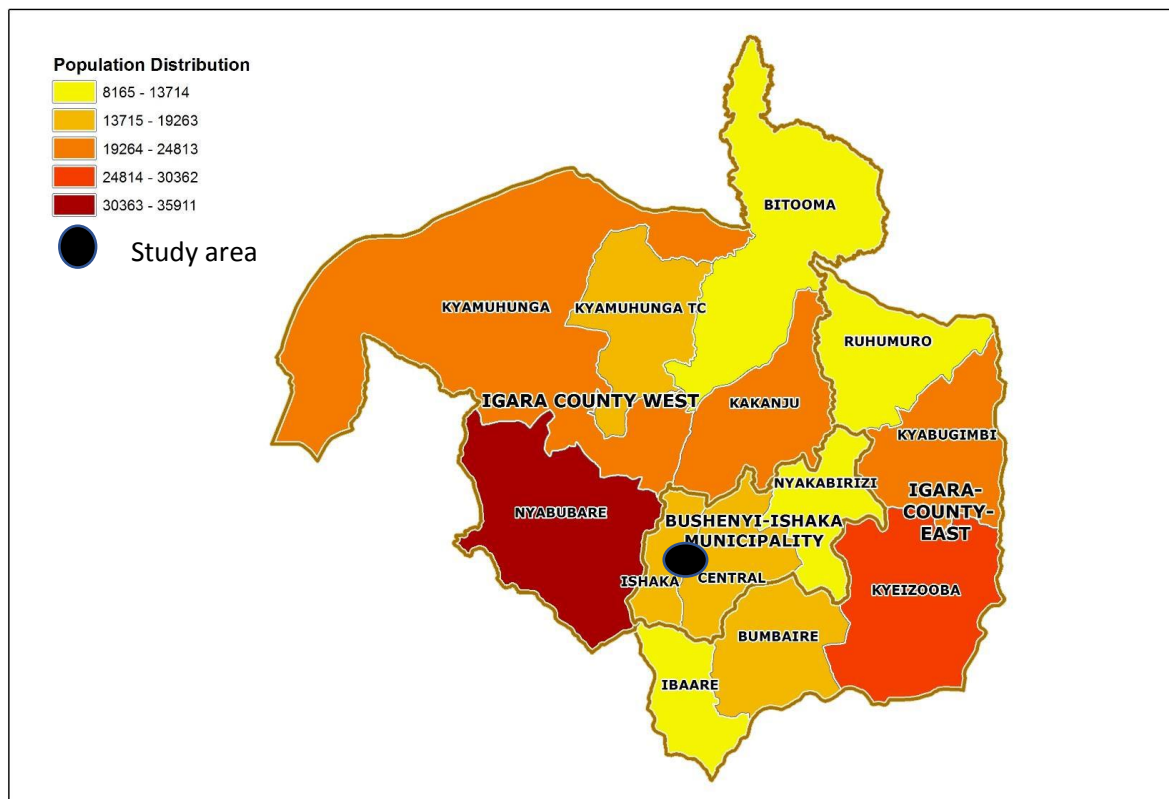 Population Distribution
8165 - 13714
13715 - 19263
19264 - 24813
24814 - 30362
30363 - 35911
Study area
BITOOMA
KYAMUHUNGA
KYAMUHUNGA TC
RUHUMURO
IGARA COUNTY WEST
KAKANJU
KYABUGIMBI
NYAKABIRIZI
IGARA-
COUNTY-
EAST
NYABUBARE
BUSHENYI-ISHAKA
MUNICIPALITY
ISHAKA
CENTRAL
KYEIZOOBA
BUMBAIRE
IBAARE